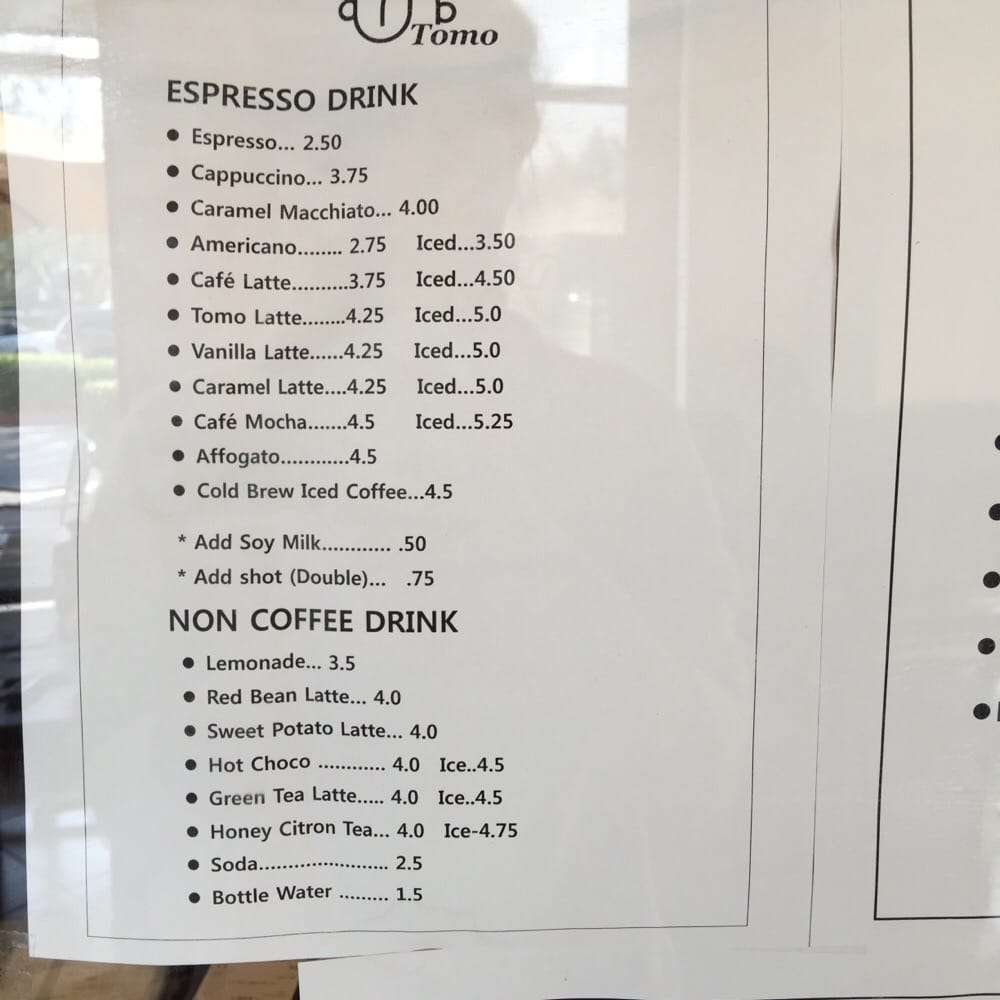 Tomo
ESPRESSO DRINK
● Espresso... 2.50
● Cappuccino... 3.75
● Caramel Macchiato... 4.00
● Americano........ 2.75 Iced...3.50
● Café Latte..........3.75 Iced...4.50
● Tomo Latte........4.25 Iced...5.0
● Vanilla Latte......4.25 Iced...5.0
● Caramel Latte....4.25 Iced...5.0
● Café Mocha.......4.5 Iced...5.25
● Affogato............4.5
● Cold Brew Iced Coffee...4.5
* Add Soy Milk............ .50
* Add shot (Double)... .75
NON COFFEE DRINK
● Lemonade... 3.5
● Red Bean Latte... 4.0
● Sweet Potato Latte... 4.0
● Hot Choco ............ 4.0 Ice..4.5
● Green Tea Latte..... 4.0 Ice..4.5
● Honey Citron Tea... 4.0 Ice-4.75
● Soda....................... 2.5
● Bottle Water ......... 1.5